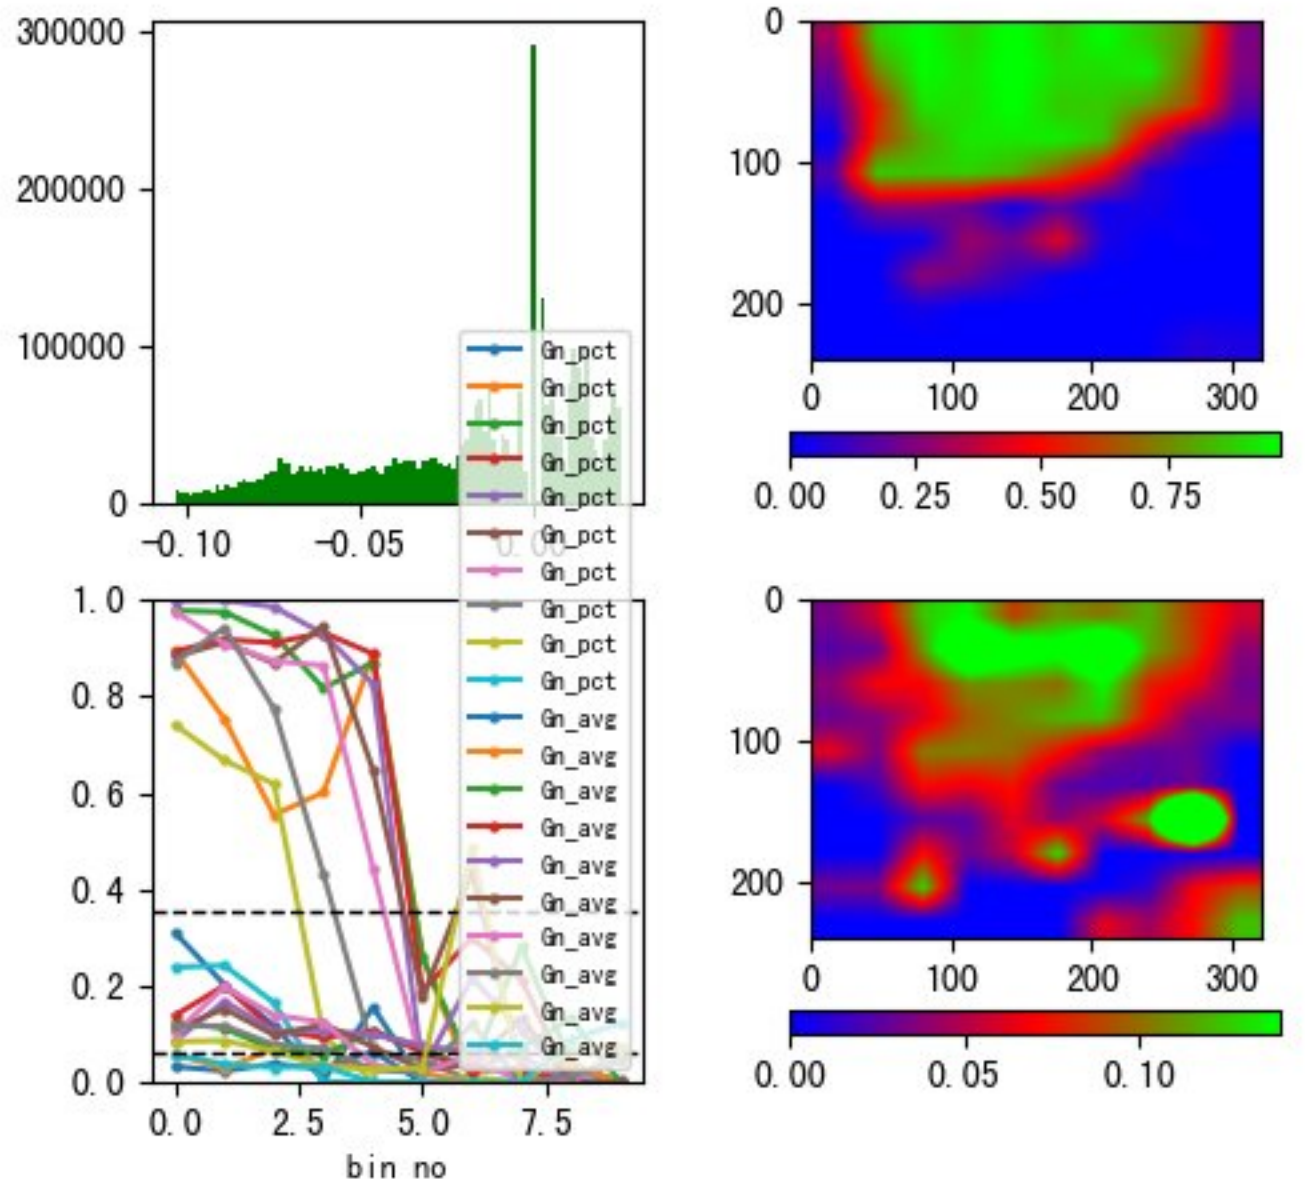 300000
200000
100000
0
-0.10 -0.05 0.00
0
100
200
0 100 200 300
0.00 0.25 0.50 0.75
Gn_pct
Gn_pct
Gn_pct
Gn_pct
Gn_pct
Gn_pct
Gn_pct
Gn_pct
Gn_pct
Gn_pct
Gn_avg
Gn_avg
Gn_avg
Gn_avg
Gn_avg
Gn_avg
Gn_avg
Gn_avg
Gn_avg
Gn_avg
1.0
0.8
0.6
0.4
0.2
0.0
0.0 2.5 5.0 7.5
bin no
0
100
200
0 100 200 300
0.00 0.05 0.10